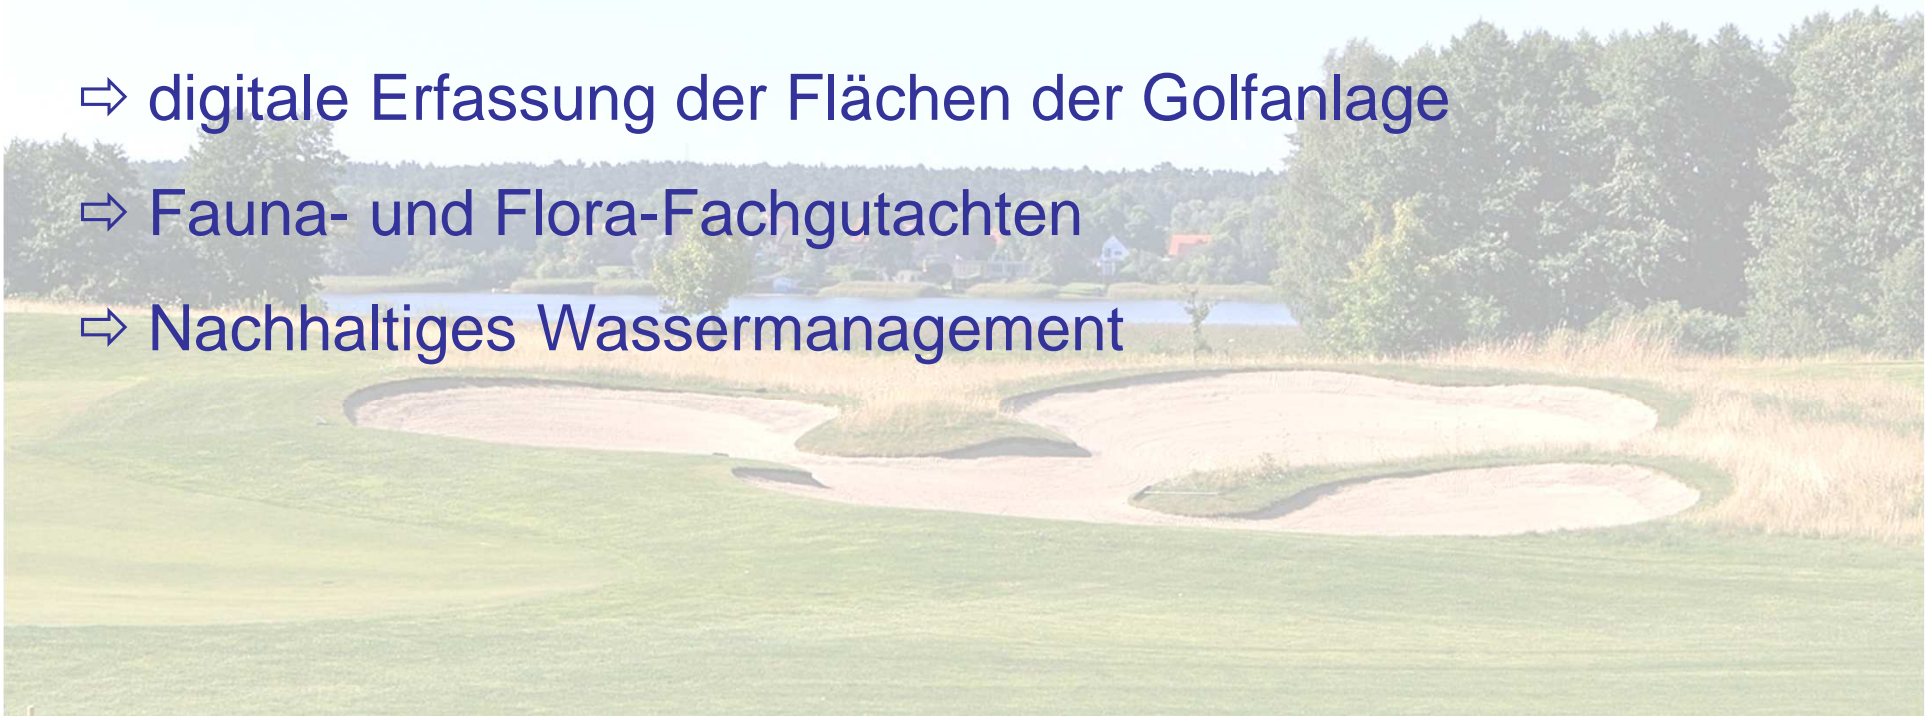 ⇨ digitale Erfassung der Flächen der Golfanlage
⇨ Fauna- und Flora-Fachgutachten
⇨ Nachhaltiges Wassermanagement